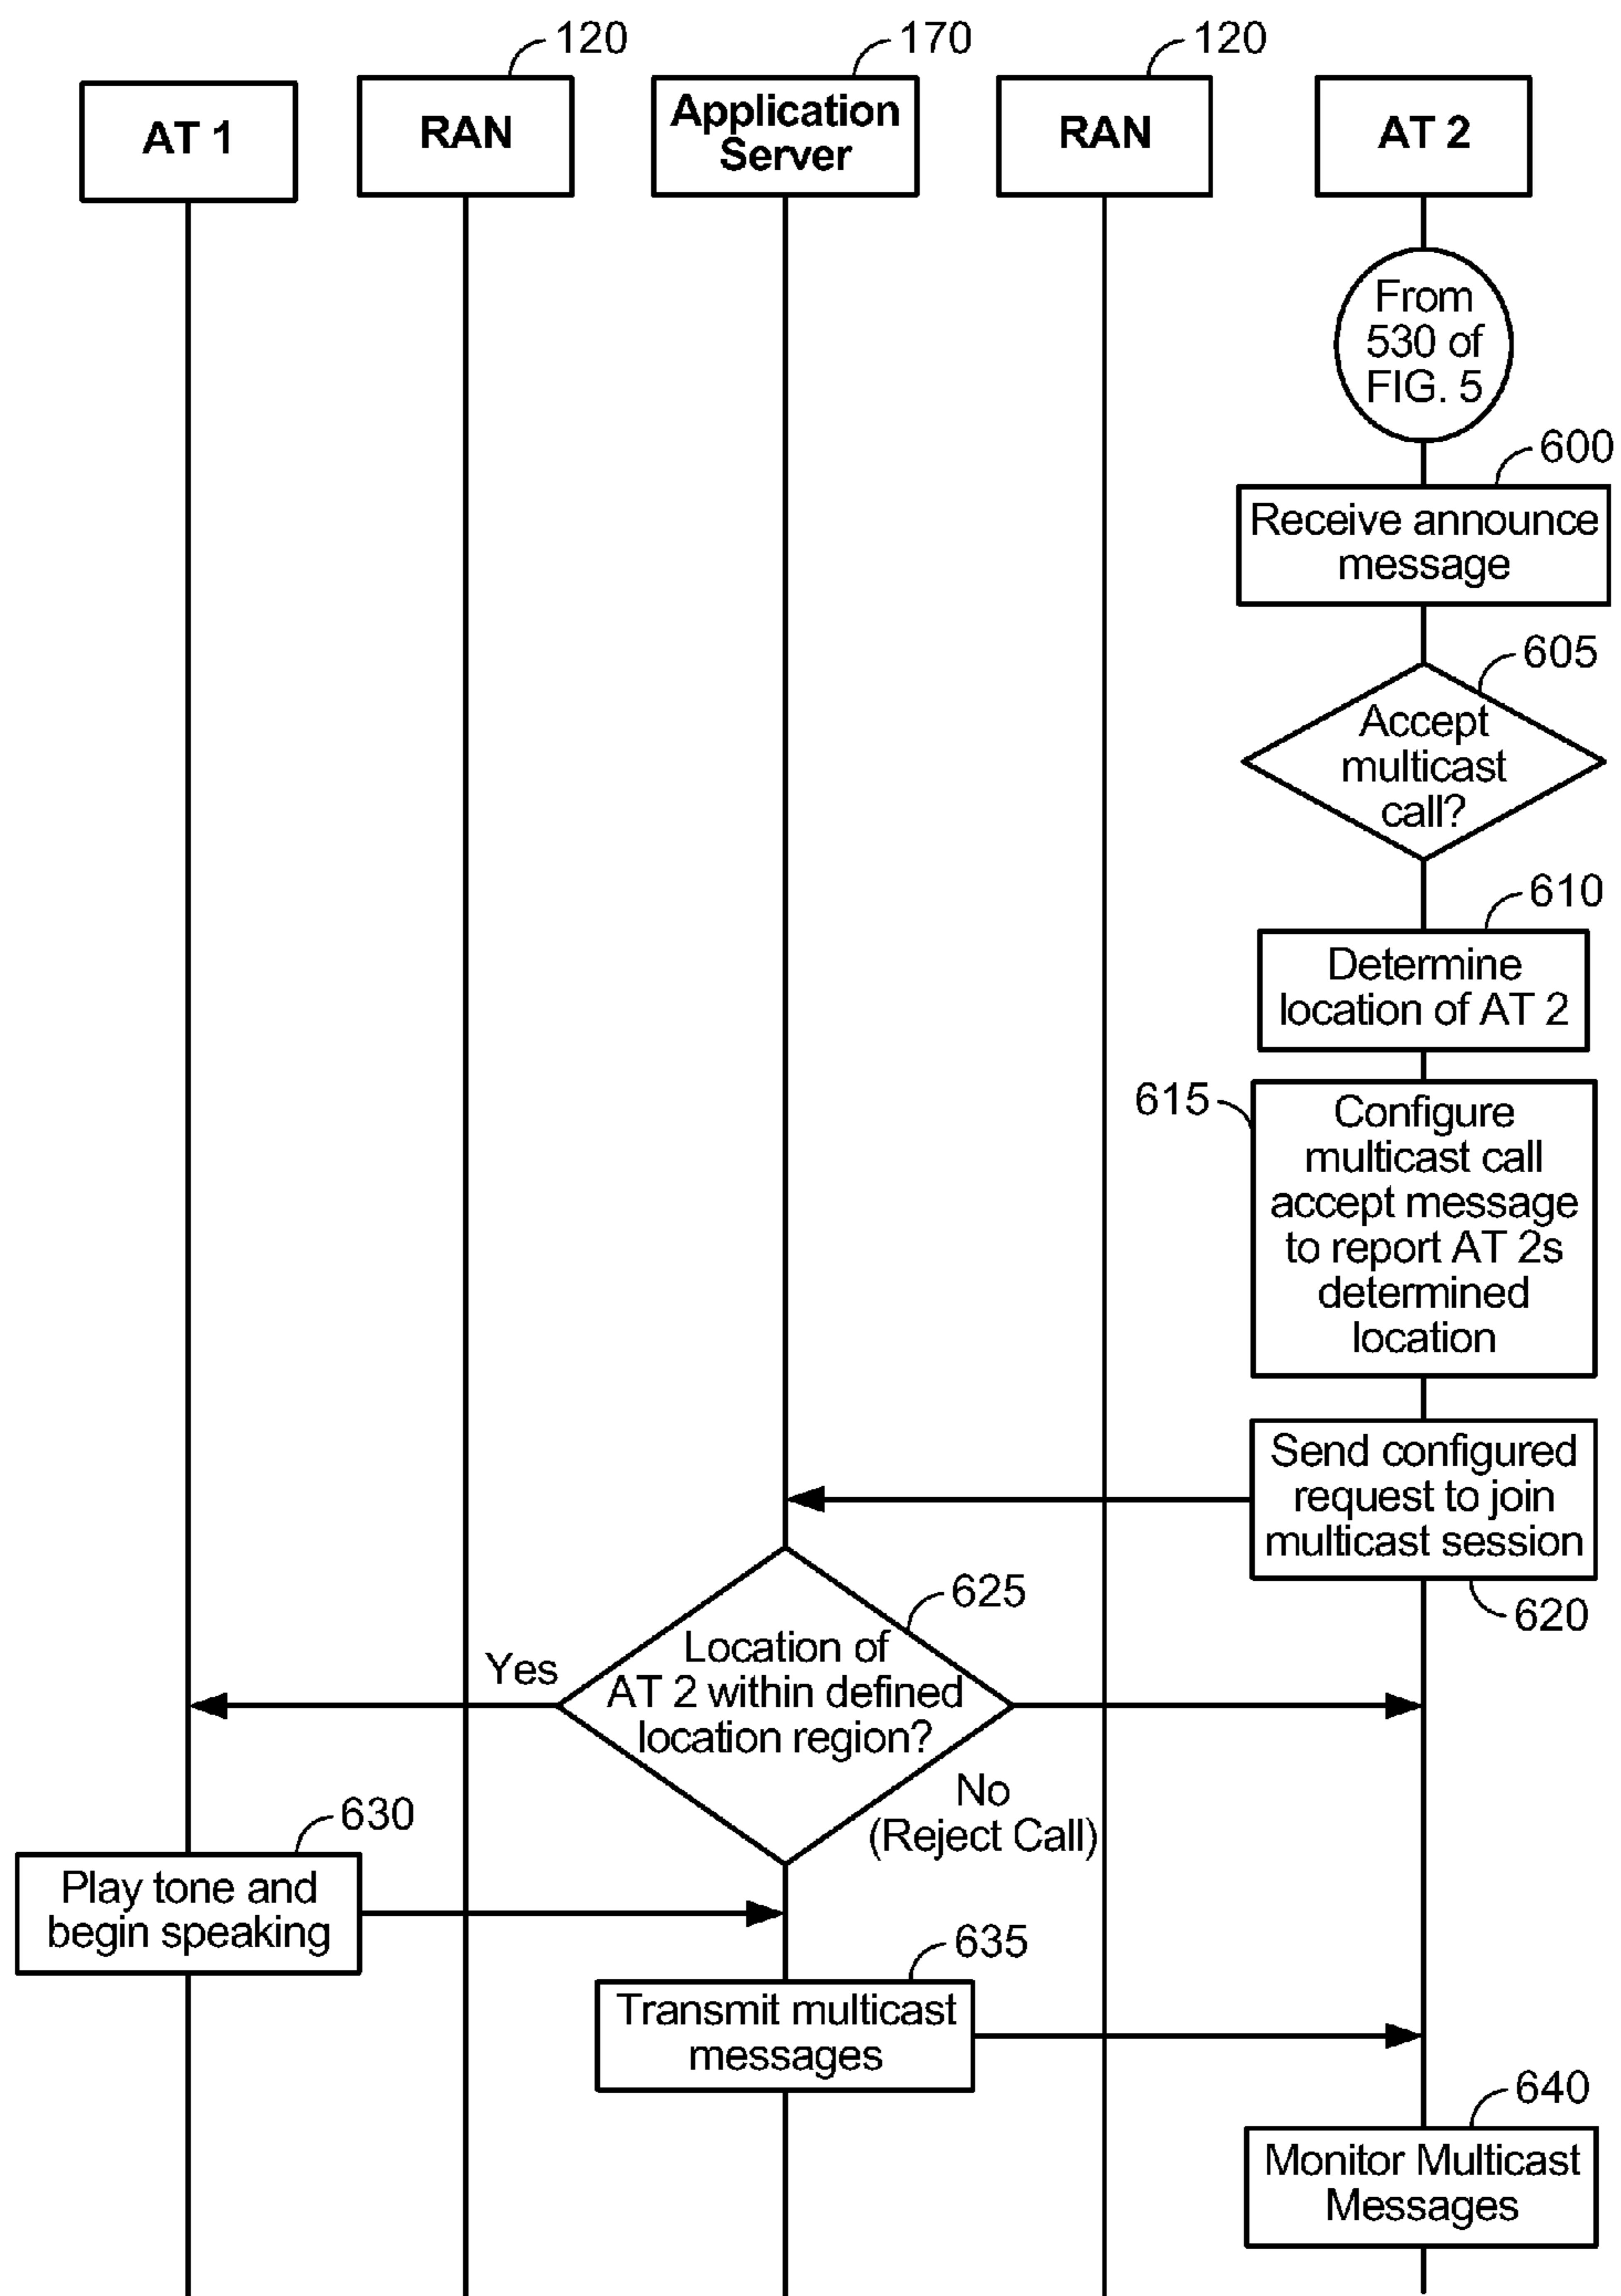 120
170
120
AT 1
RAN
Application
Server
RAN
AT 2
From
530 of
FIG. 5
600
Receive announce
message
605
Accept
multicast
call?
610
Determine
location of AT 2
615
Configure
multicast call
accept message
to report AT 2s
determined
location
Send configured
request to join
multicast session
620
625
Yes
Location of
AT 2 within defined
location region?
No
(Reject Call)
630
Play tone and
begin speaking
635
Transmit multicast
messages
640
Monitor Multicast
Messages